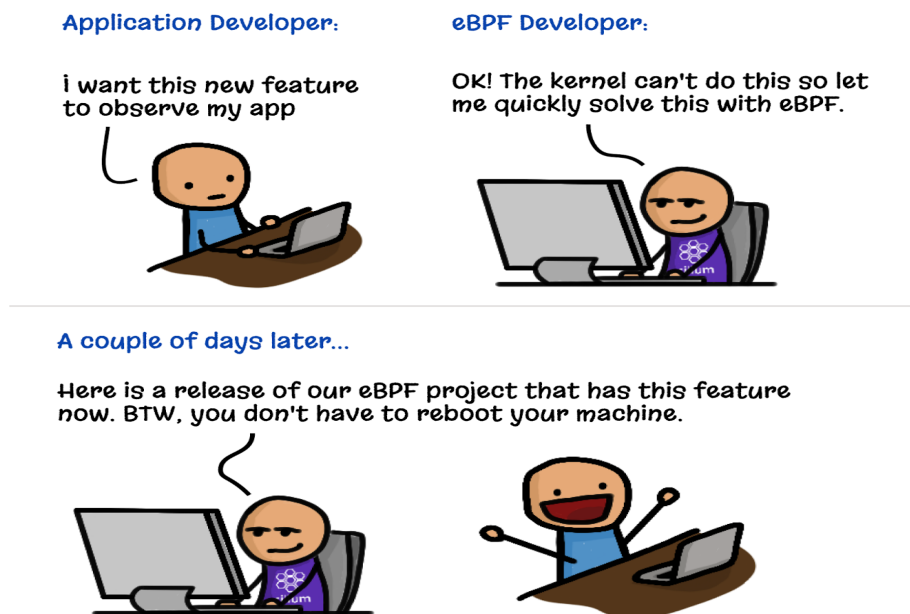 Application Developer:
i want this new feature
to observe my app
eBPF Developer:
OK! The kernel can't do this so let
me quickly solve this with eBPF.
A couple of days later...
Here is a release of our eBPF project that has this feature
now. BTW, you don't have to reboot your machine.